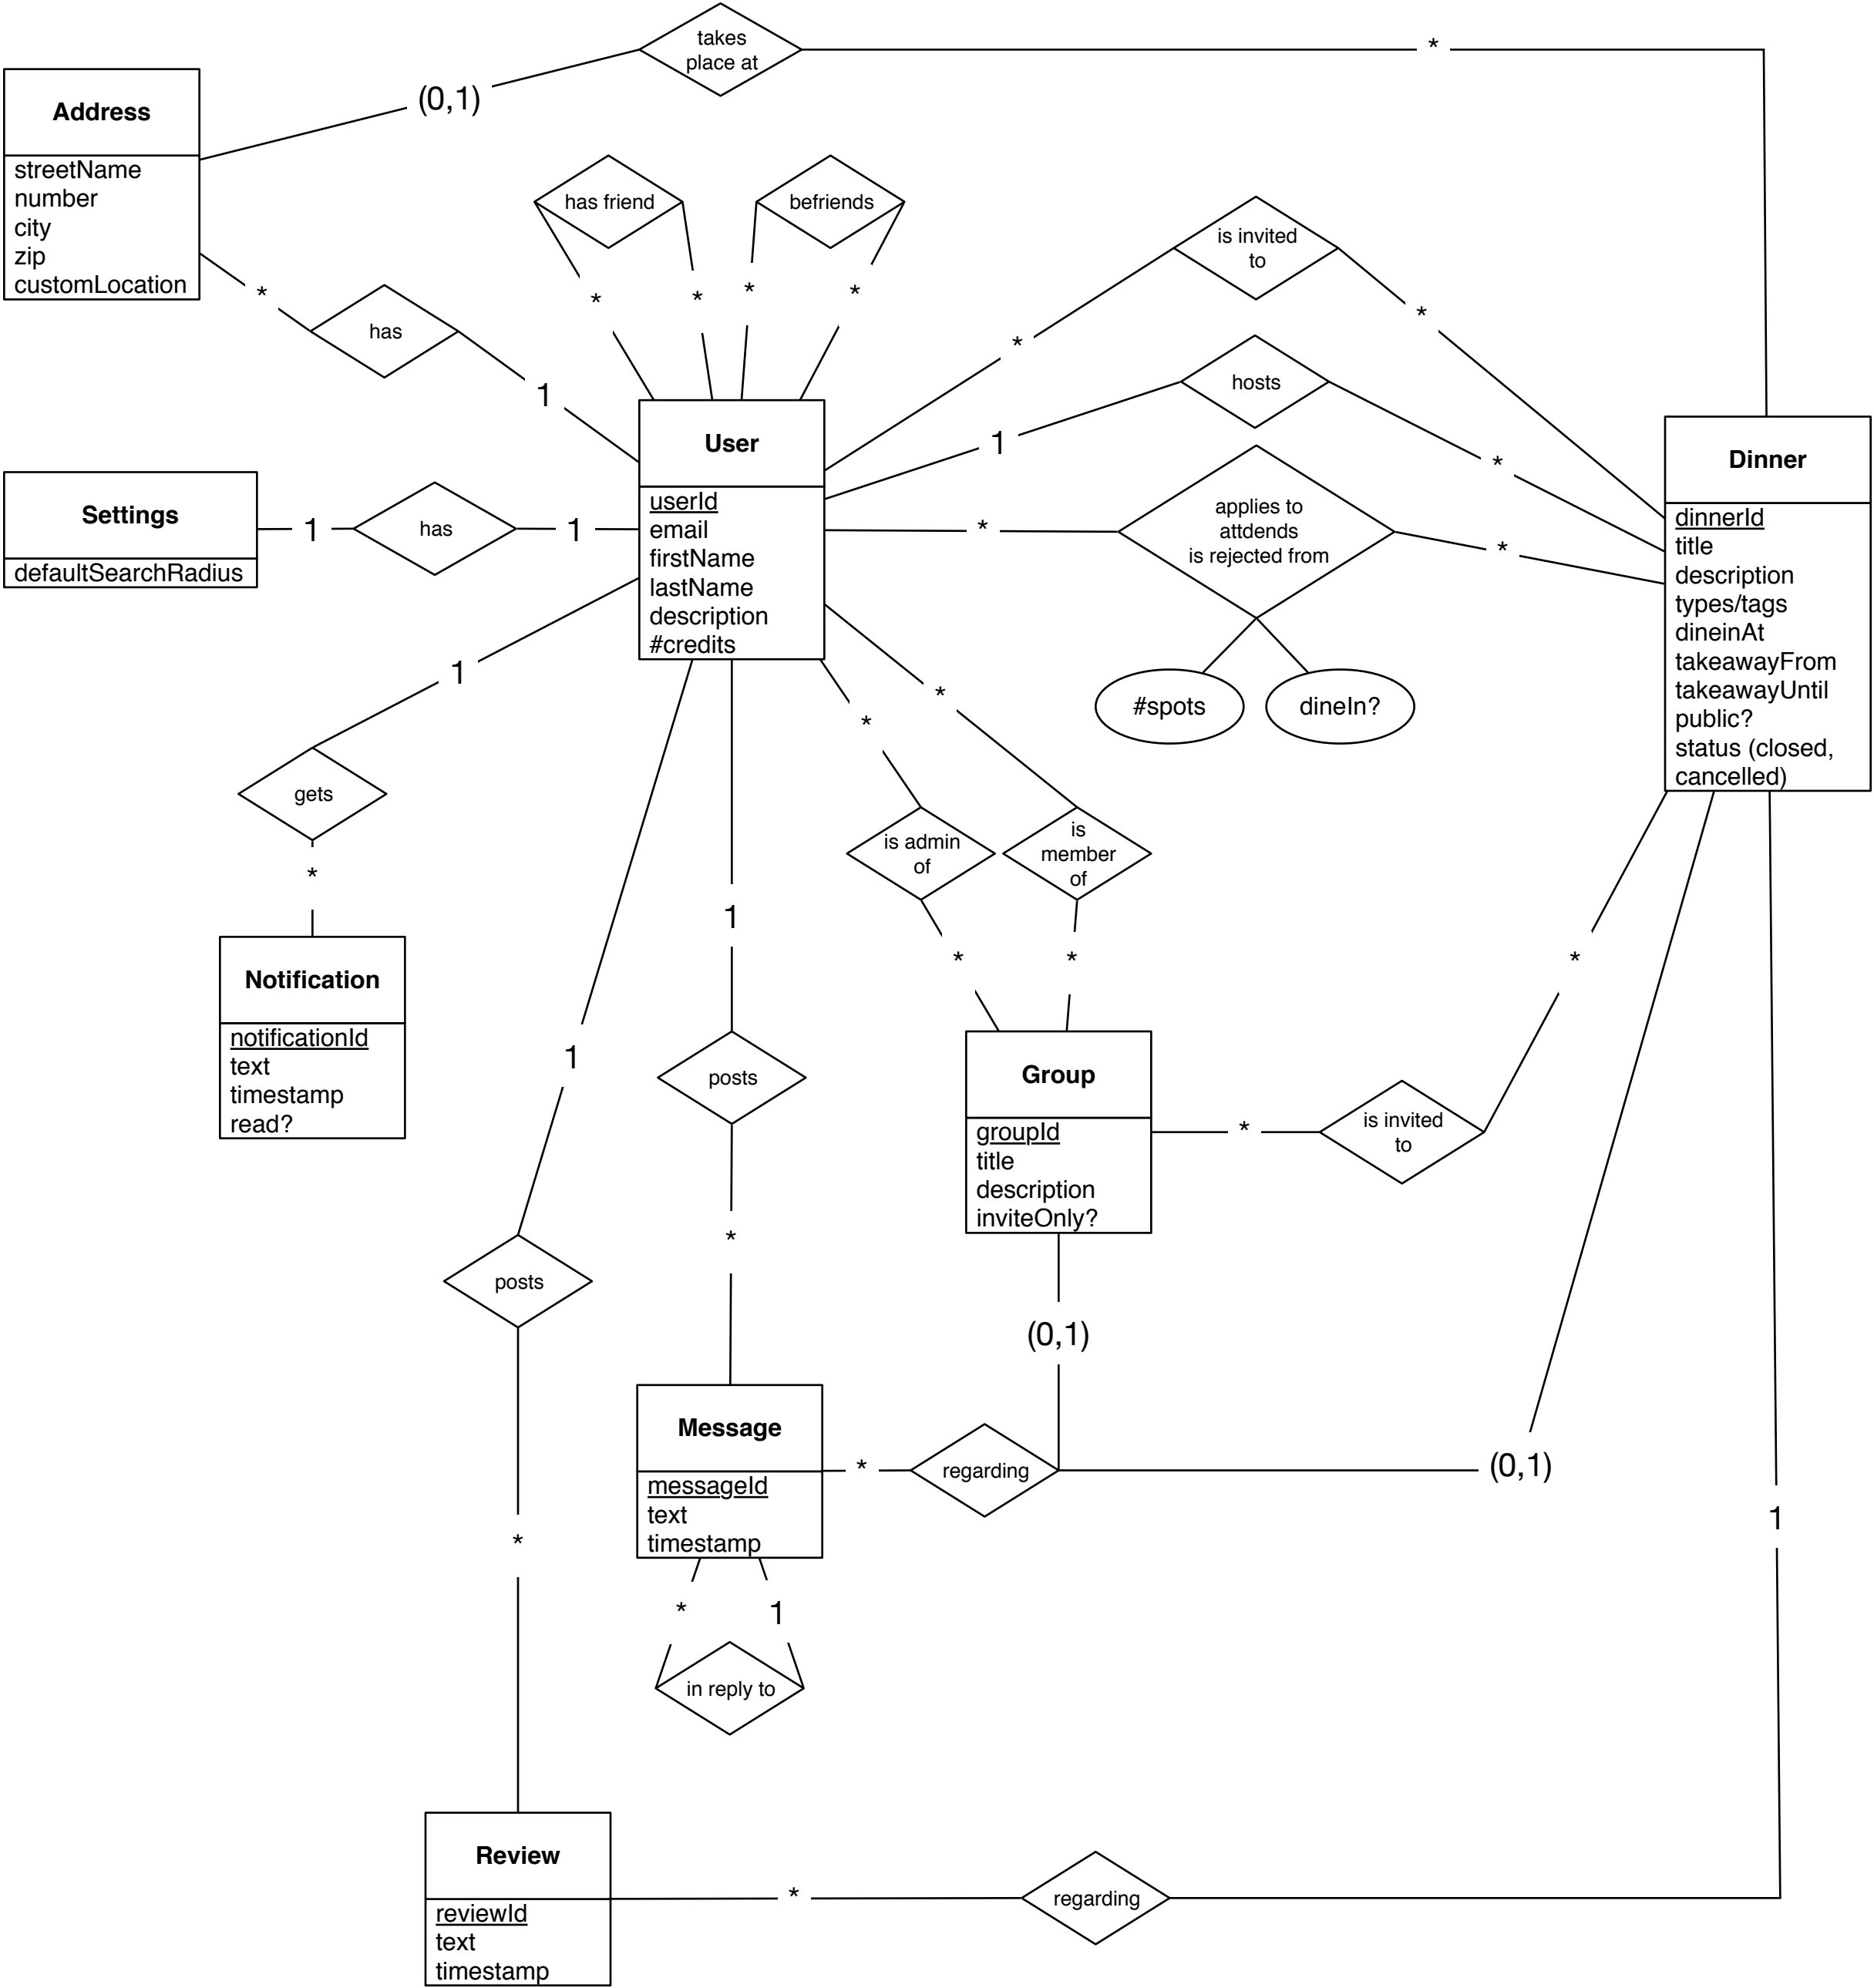 takes
place at
*
(0,1)
Address
streetName
number
city
zip
customLocation
has friend
befriends
is invited
to
*
*
*
*
*
*
*
has
1
hosts
1
*
User
userId
email
firstName
lastName
description
#credits
Dinner
dinnerId
title
description
types/tags
dineinAt
takeawayFrom
takeawayUntil
public?
status (closed,
cancelled)
Settings
defaultSearchRadius
1
has
1
*
applies to
attdends
is rejected from
*
#spots
dineIn?
1
gets
*
*
*
is admin
of
is
member
of
*
*
*
Notification
notificationId
text
timestamp
read?
1
1
posts
*
Group
groupId
title
description
inviteOnly?
*
is invited
to
posts
*
(0,1)
Message
messageId
text
timestamp
*
regarding
(0,1)
1
*
1
in reply to
Review
reviewId
text
timestamp
*
regarding